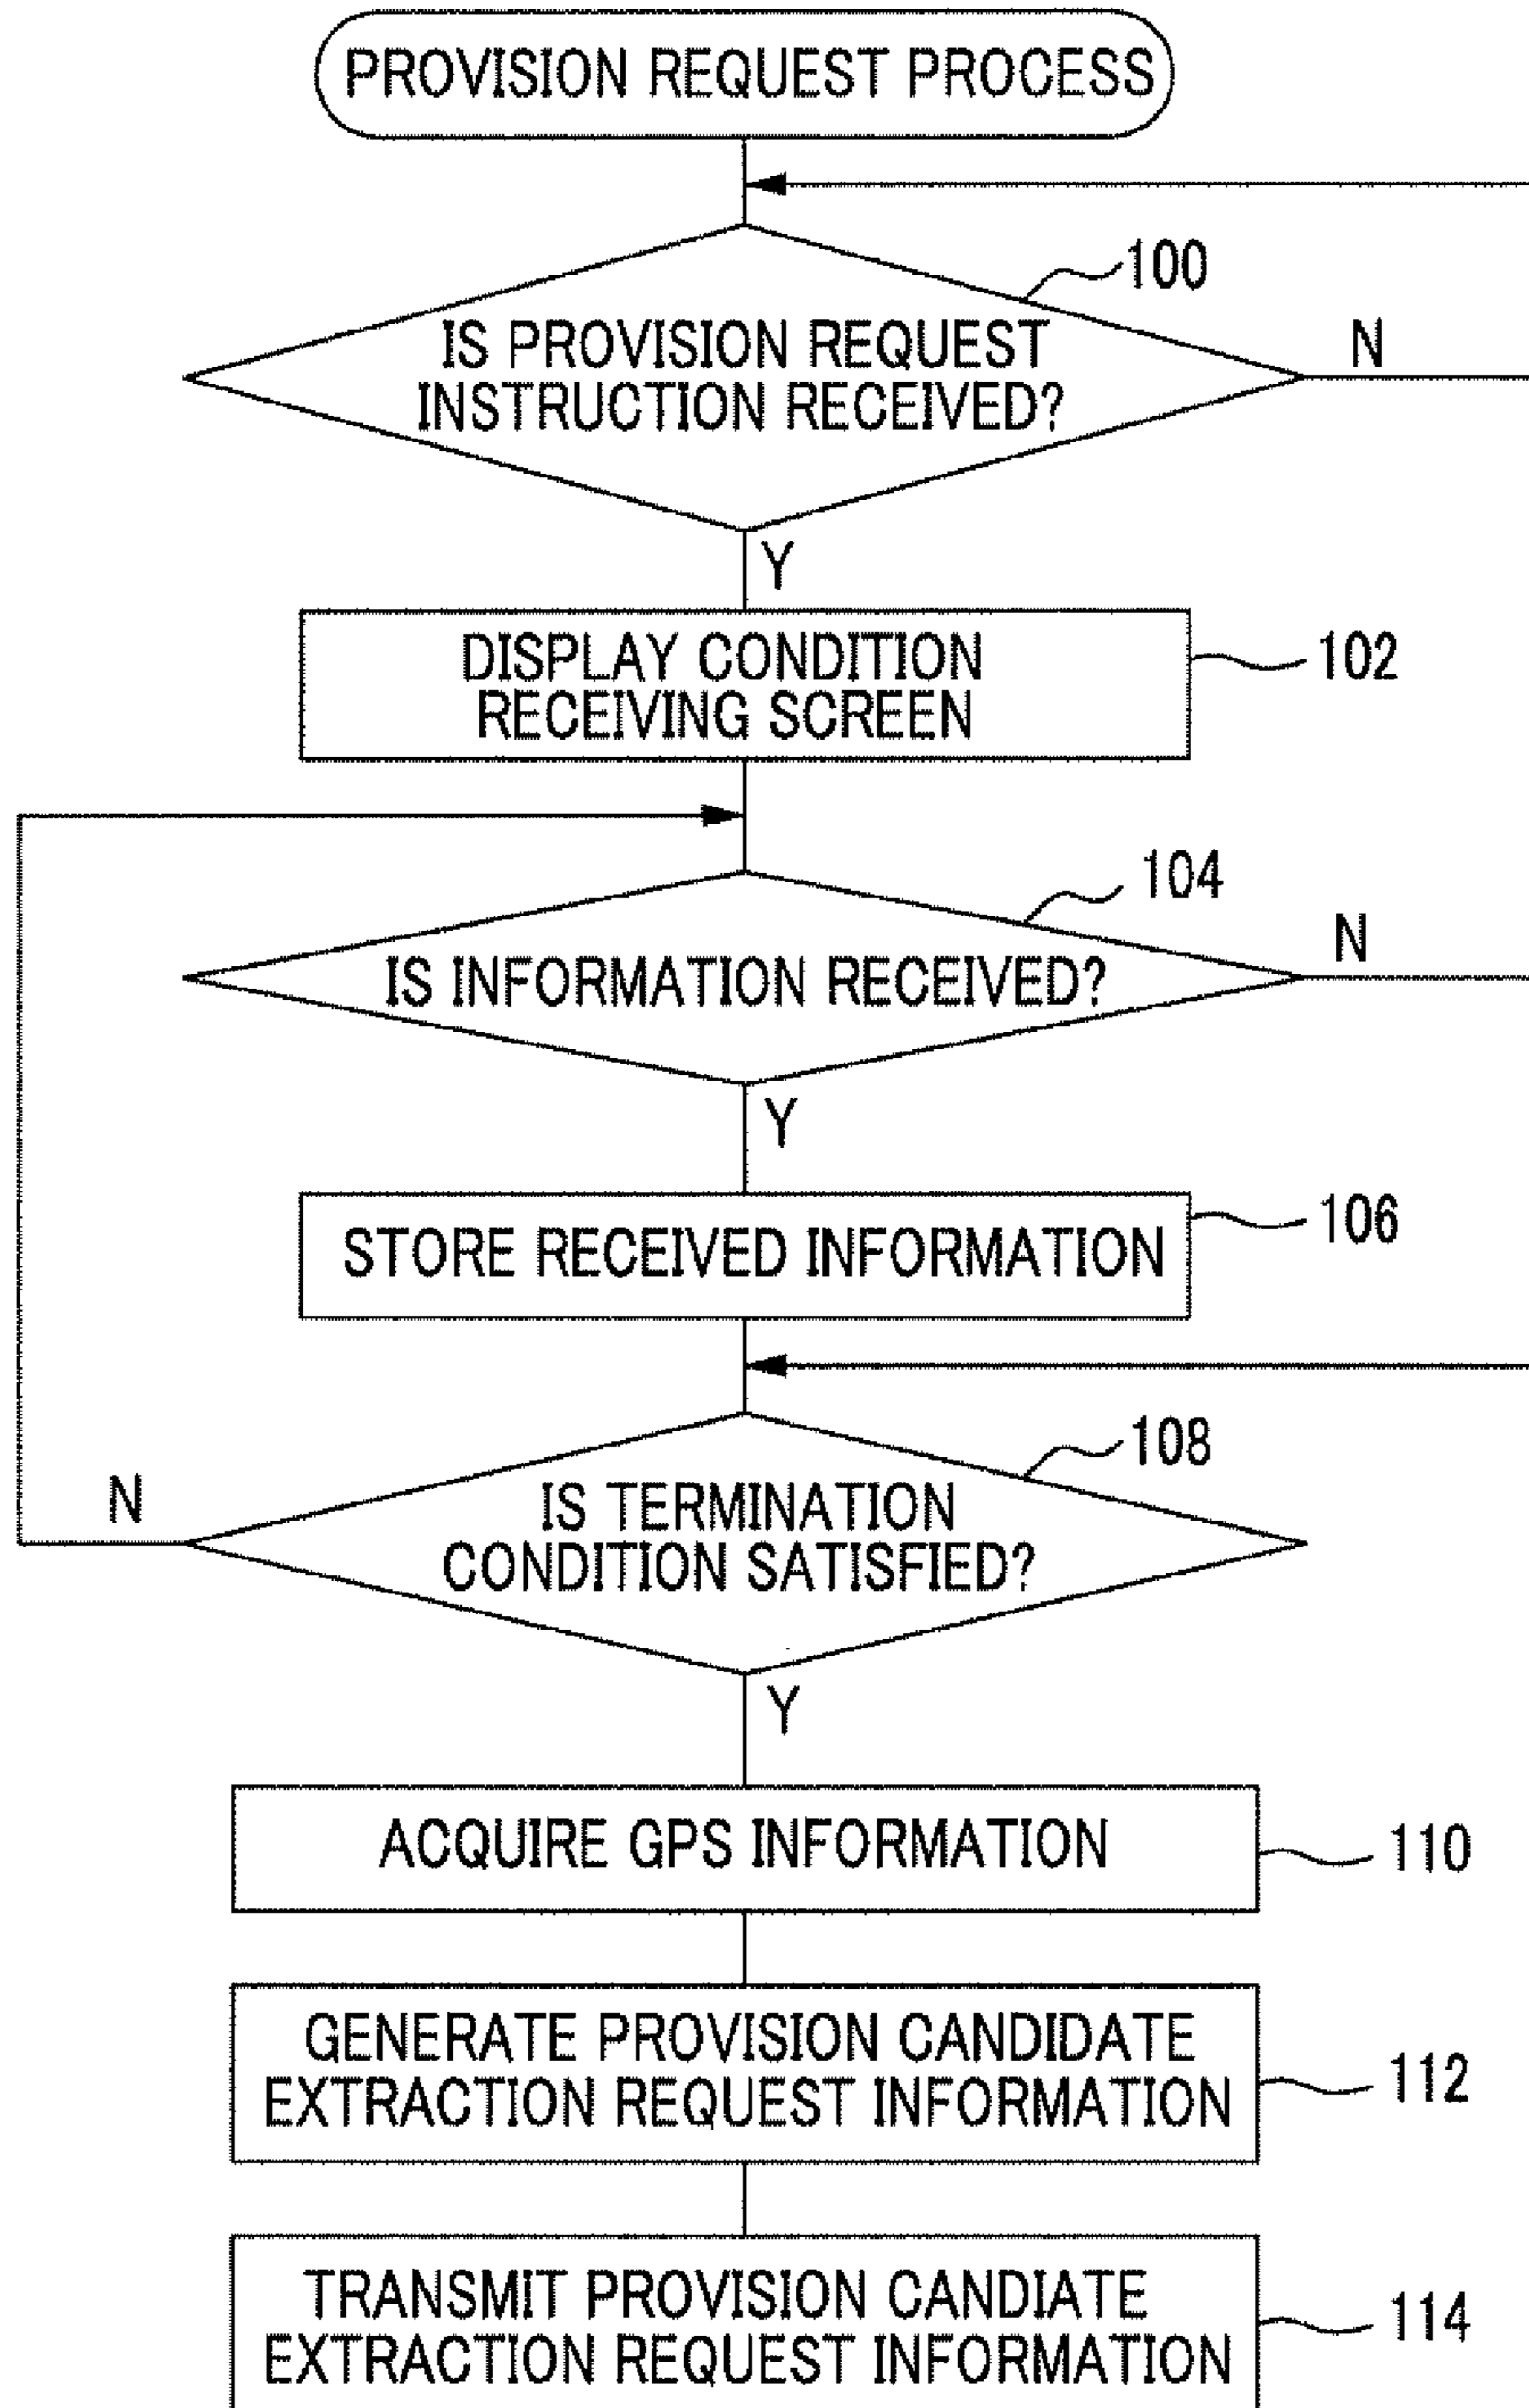 PROVISION REQUEST PROCESS
100
IS PROVISION REQUEST
INSTRUCTION RECEIVED?
N
Y
DISPLAY CONDITION
RECEIVING SCREEN
102
104
IS INFORMATION RECEIVED?
N
Y
STORE RECEIVED INFORMATION
106
108
IS TERMINATION
CONDITION SATISFIED?
N
Y
ACQUIRE GPS INFORMATION
110
GENERATE PROVISION CANDIDATE
EXTRACTION REQUEST INFORMATION
112
TRANSMIT PROVISION CANDIATE
EXTRACTION REQUEST INFORMATION
114